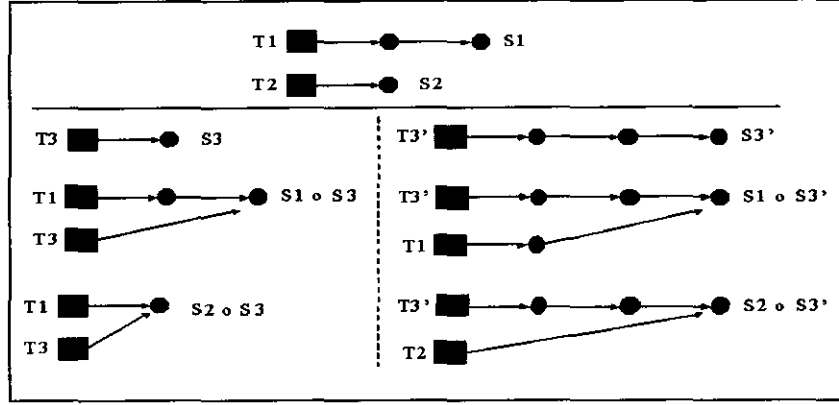 T1 S1
T2 S2
T3 S3
T1 S1 o S3
T3
T1 S2 o S3
T3
T3' S3'
T3' S1 o S3'
T1
T3' S2 o S3'
T2